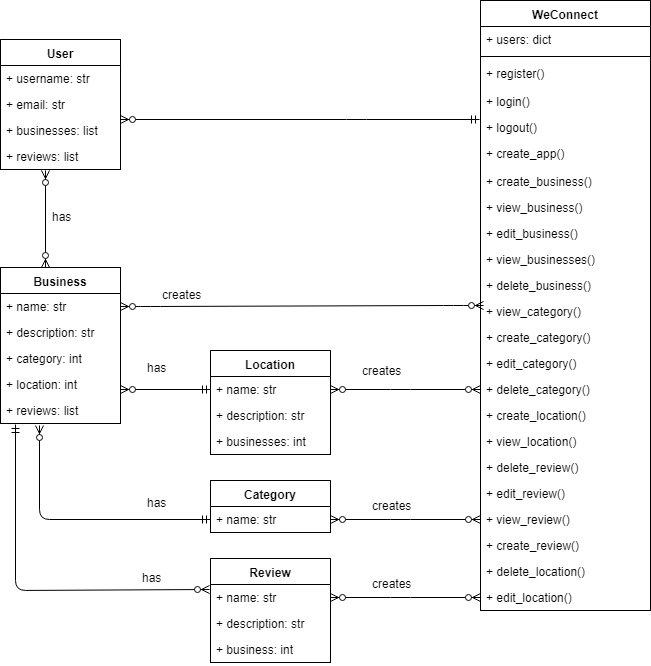 WeConnect
+ users: dict
+ register()
+ login()
+ logout()
+ create_app()
+ create_business()
+ view_business()
+ edit_business()
+ view_businesses()
+ delete_business()
+ view_category()
+ create_category()
+ edit_category()
+ delete_category()
+ create_location()
+ view_location()
+ delete_review()
+ edit_review()
+ view_review()
+ create_review()
+ delete_location()
+ edit_location()
User
+ username: str
+ email: str
+ businesses: list
+ reviews: list
has
Business
+ name: str
+ description: str
+ category: int
+ location: int
+ reviews: list
creates
has
Location
+ name: str
+ description: str
+ businesses: int
creates
has
Category
+ name: str
creates
has
Review
+ name: str
+ description: str
+ business: int
creates